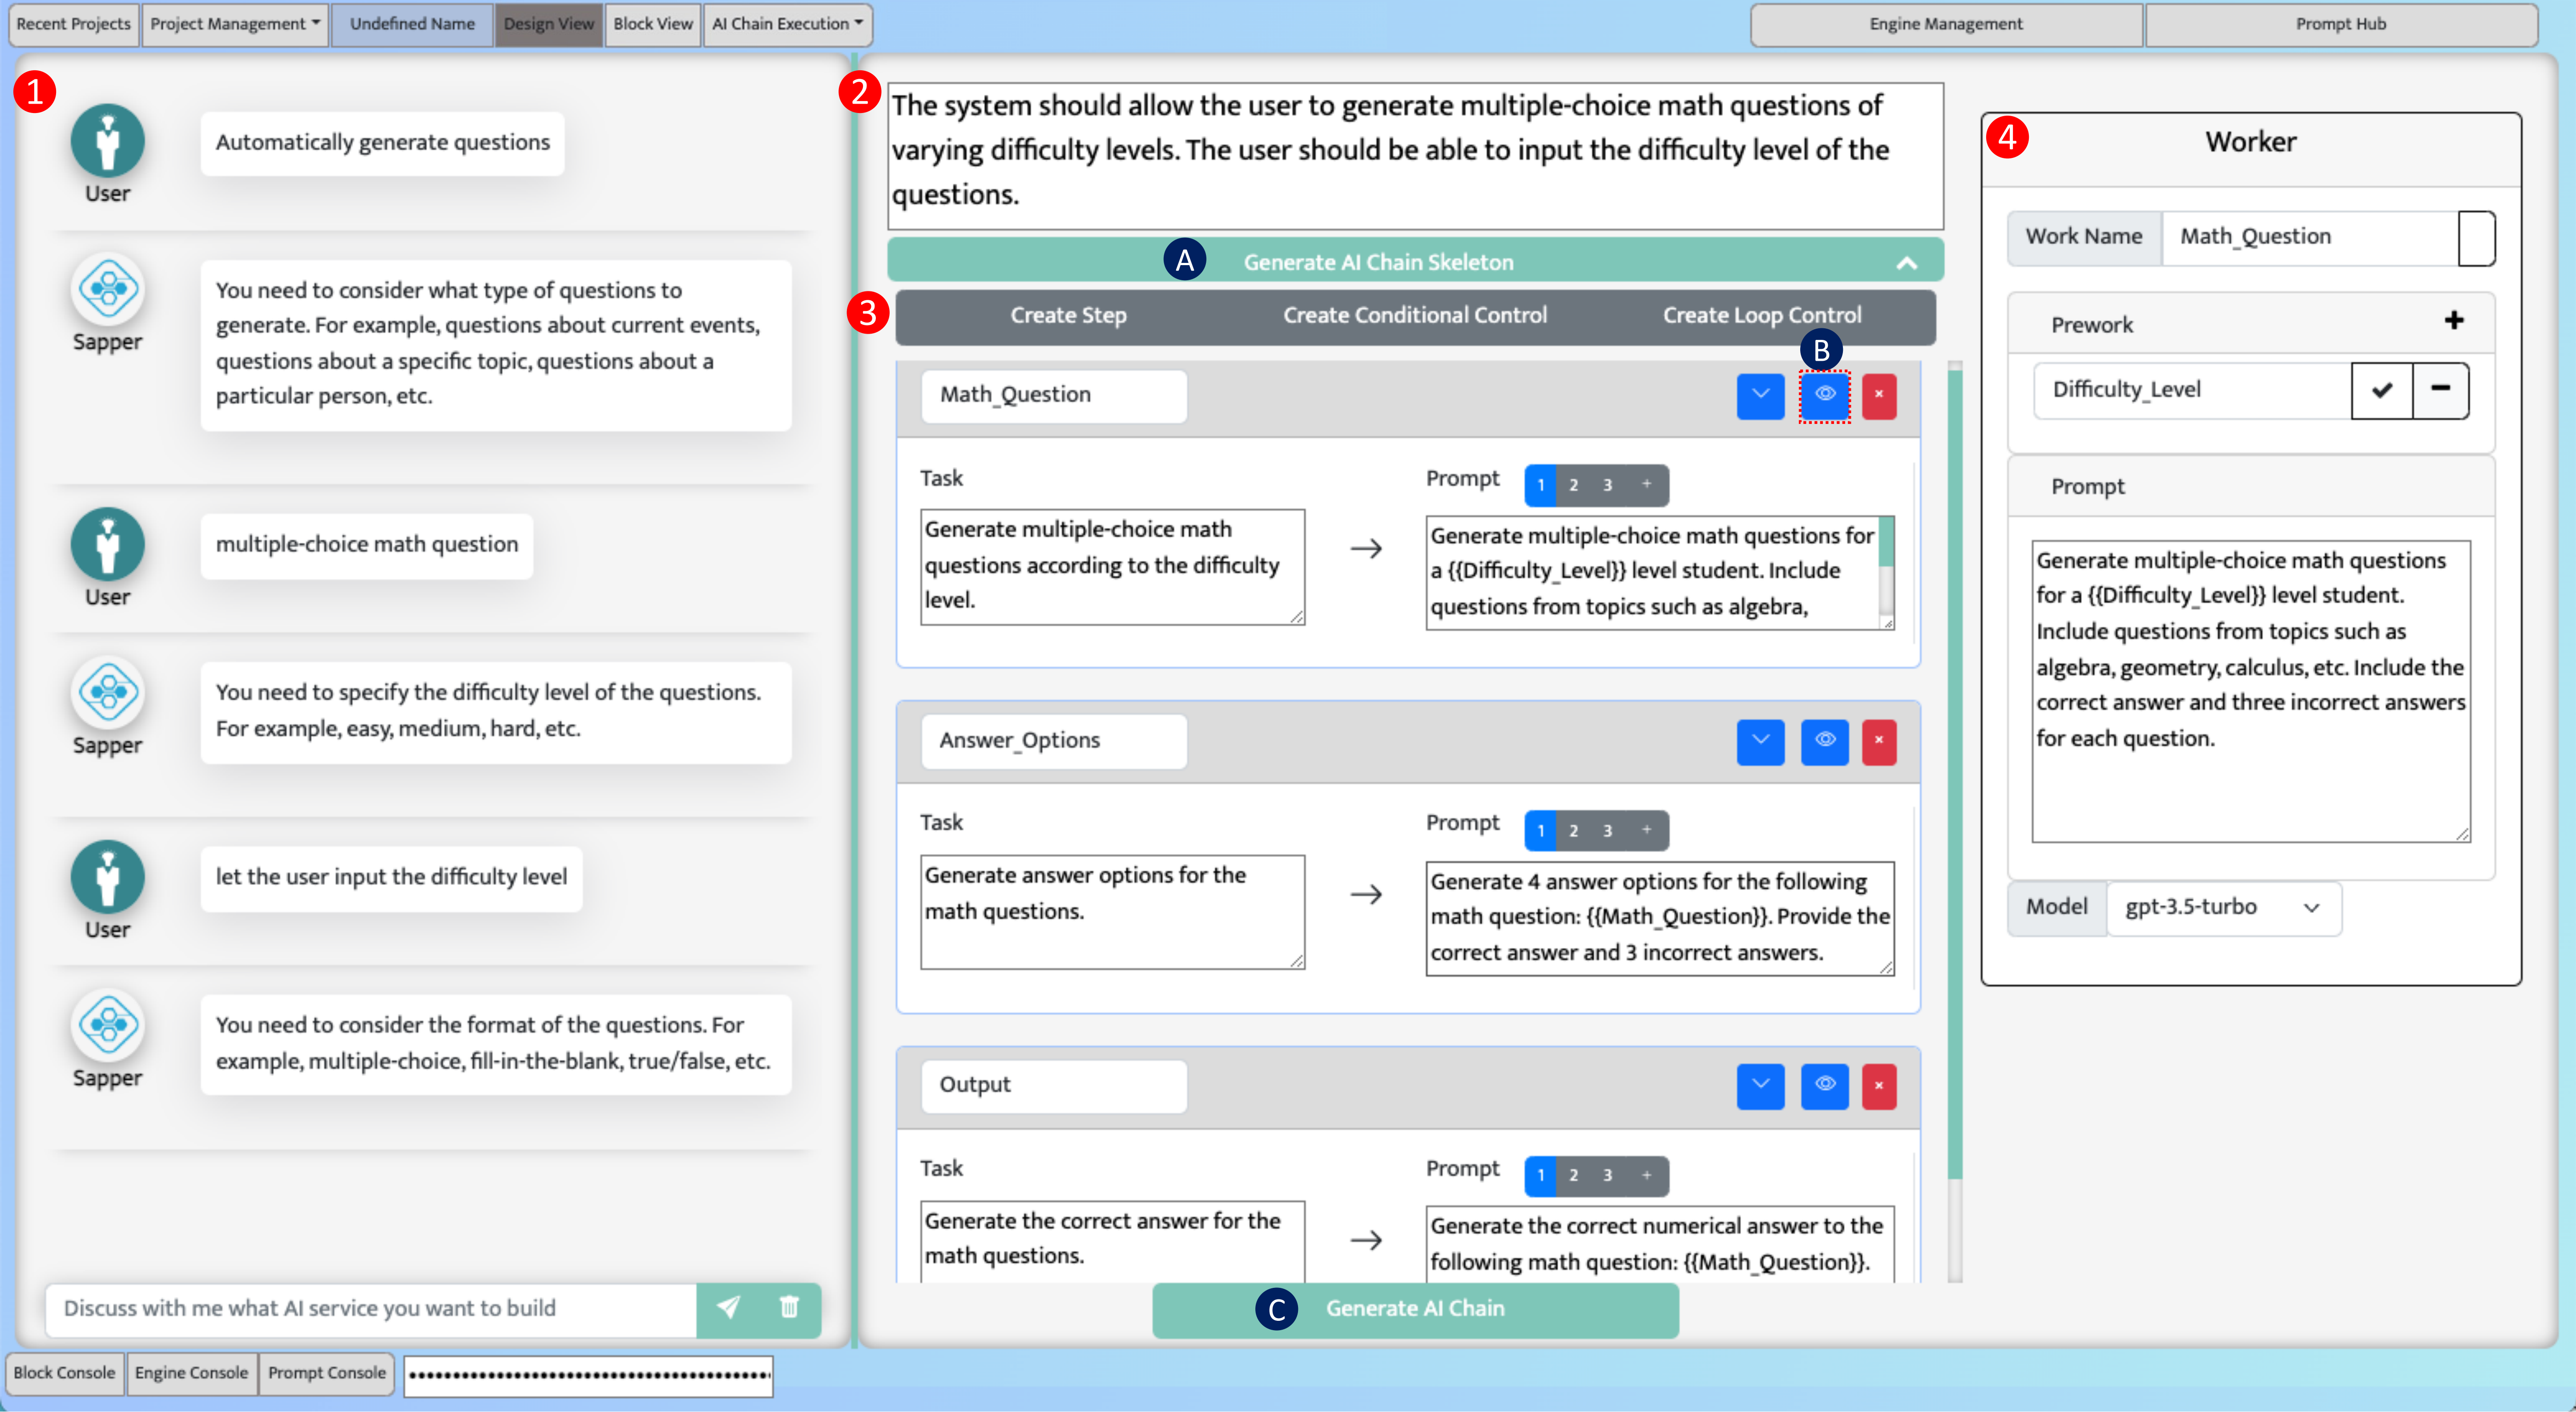 Recent Projects
Project Management
Undefined Name
Design View
Block View
AI Chain Execution
Engine Management
Prompt Hub
1
User
Automatically generate questions
Sapper
You need to consider what type of questions to
generate. For example, questions about current events,
questions about a specific topic, questions about a
particular person, etc.
User
multiple-choice math question
Sapper
You need to specify the difficulty level of the questions.
For example, easy, medium, hard, etc.
User
let the user input the difficulty level
Sapper
You need to consider the format of the questions. For
example, multiple-choice, fill-in-the-blank, true/false, etc.
Discuss with me what AI service you want to build
2
The system should allow the user to generate multiple-choice math questions of
varying difficulty levels. The user should be able to input the difficulty level of the
questions.
A
Generate AI Chain Skeleton
3
Create Step
Create Conditional Control
Create Loop Control
B
Math_Question
×
Task
Prompt
1 2 3 +
Generate multiple-choice math
questions according to the difficulty
level.
→
Generate multiple-choice math questions for
a {{Difficulty_Level}} level student. Include
questions from topics such as algebra,
Answer_Options
×
Task
Prompt
1 2 3 +
Generate answer options for the
math questions.
→
Generate 4 answer options for the following
math question: {{Math_Question}}. Provide the
correct answer and 3 incorrect answers.
Output
×
Task
Prompt
1 2 3 +
Generate the correct answer for the
math questions.
→
Generate the correct numerical answer to the
following math question: {{Math_Question}}.
C
Generate AI Chain
4
Worker
Work Name
Math_Question
Prework
+
Difficulty_Level
Prompt
Generate multiple-choice math questions
for a {{Difficulty_Level}} level student.
Include questions from topics such as
algebra, geometry, calculus, etc. Include the
correct answer and three incorrect answers
for each question.
Model
gpt-3.5-turbo
Block Console
Engine Console
Prompt Console